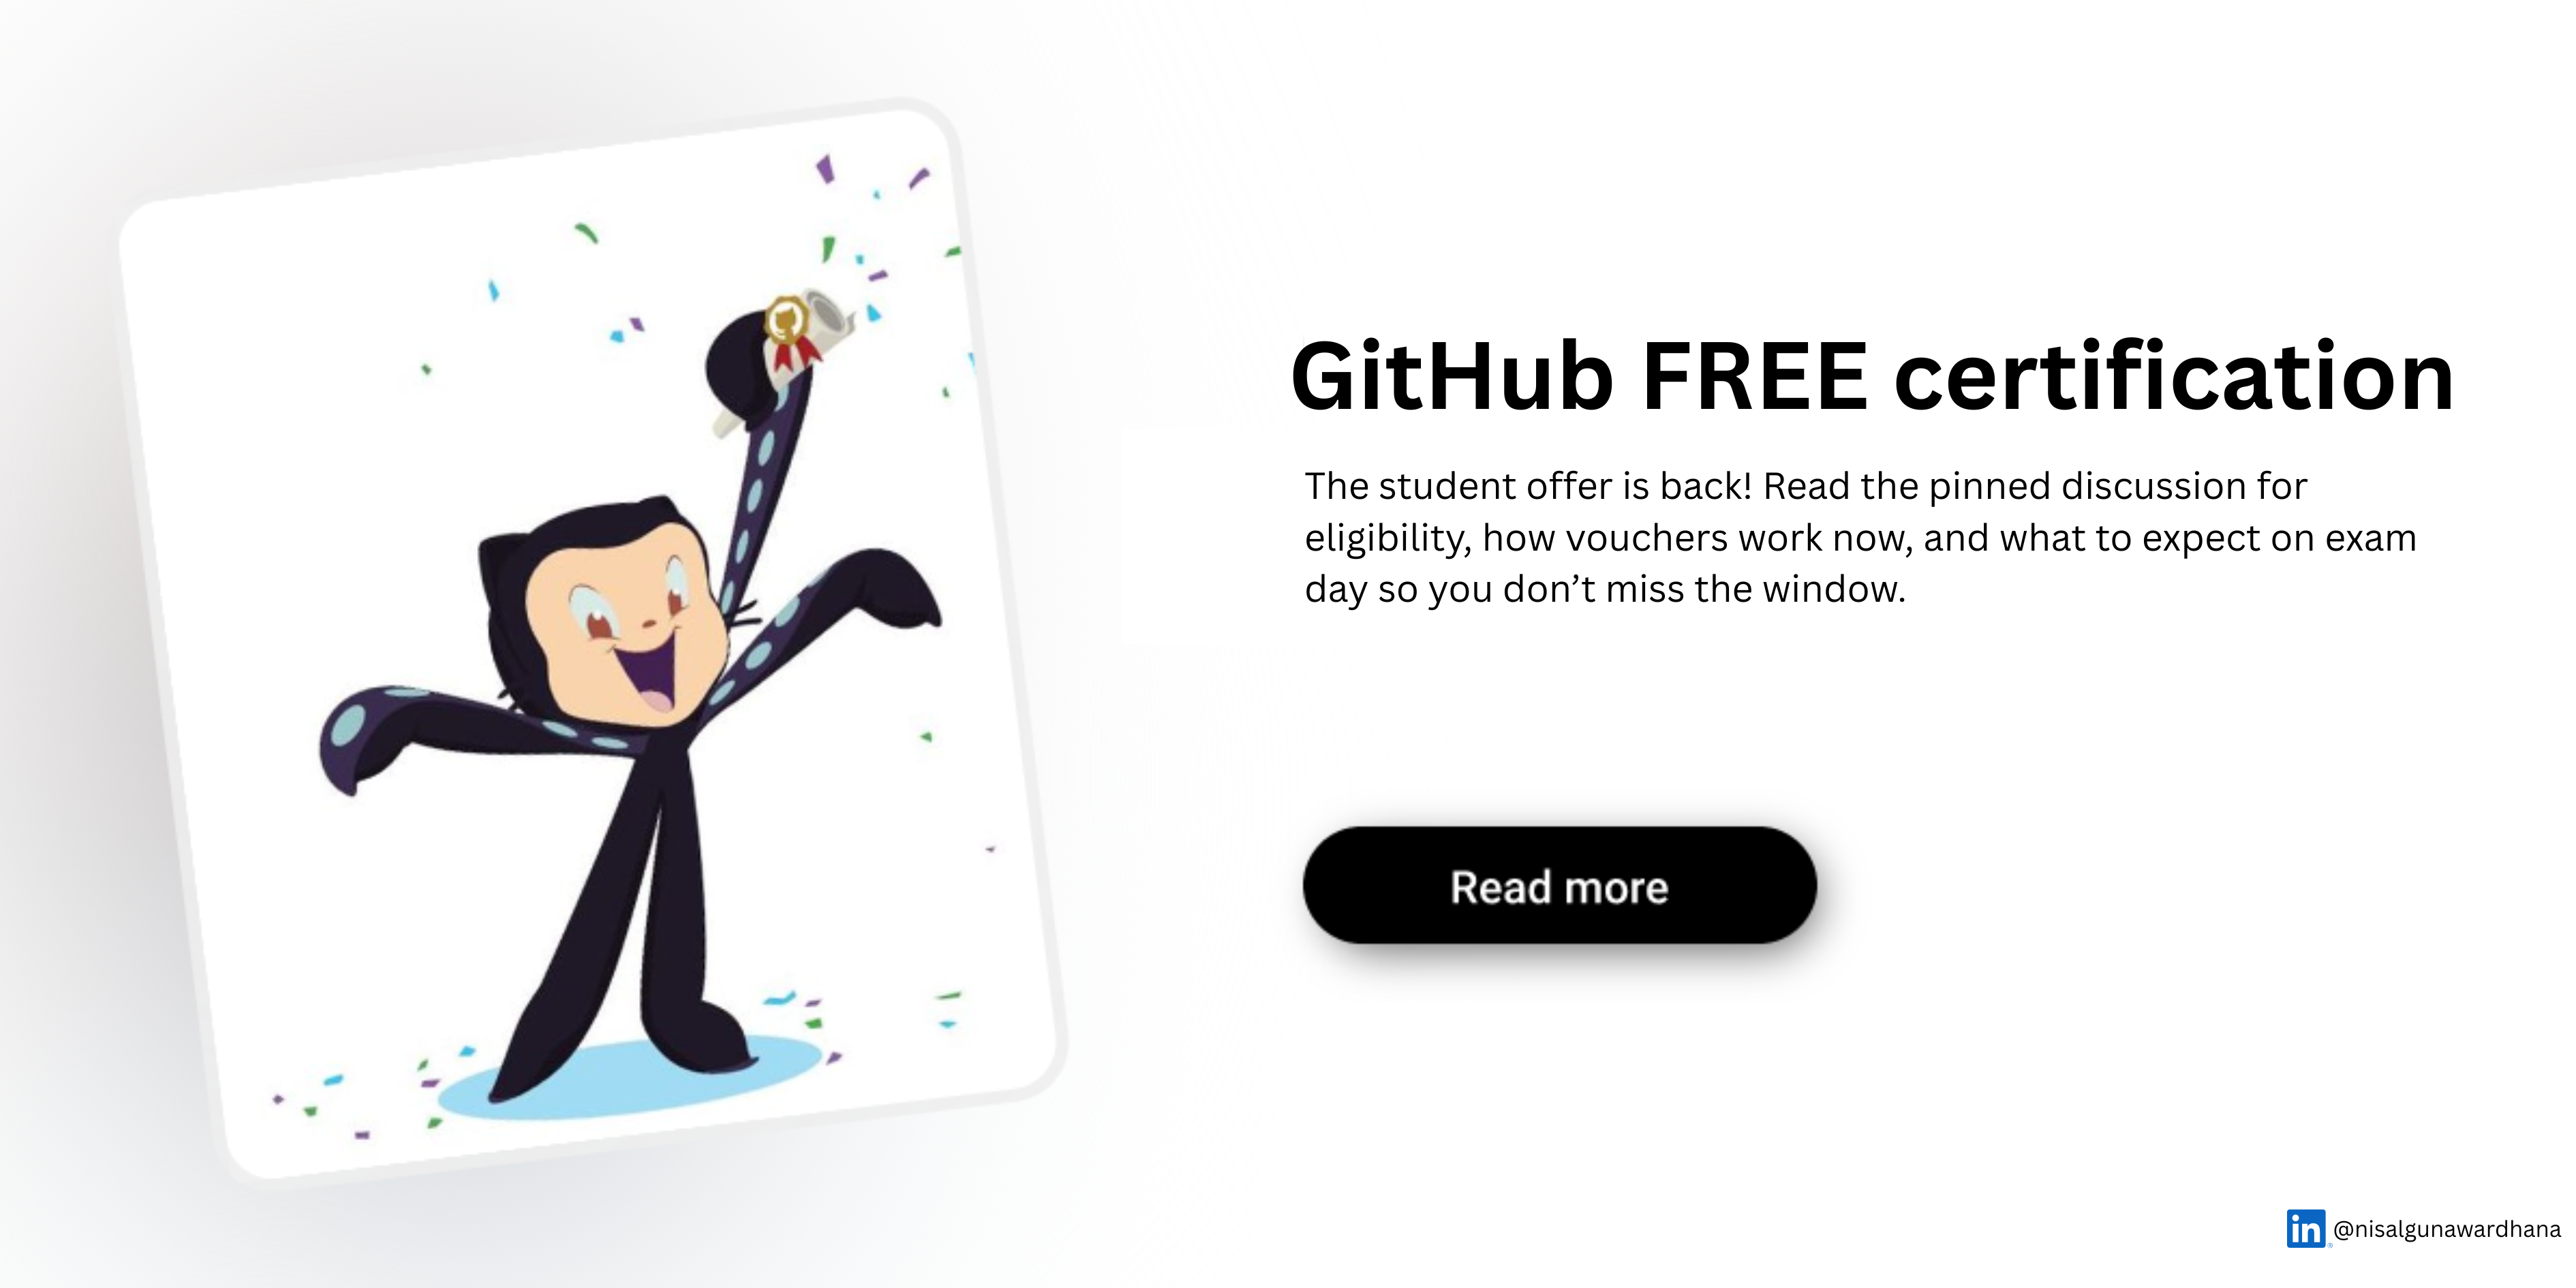 GitHub FREE certification
The student offer is back! Read the pinned discussion for
eligibility, how vouchers work now, and what to expect on exam
day so you don’t miss the window.
Read more
in @nisalgunawardhana